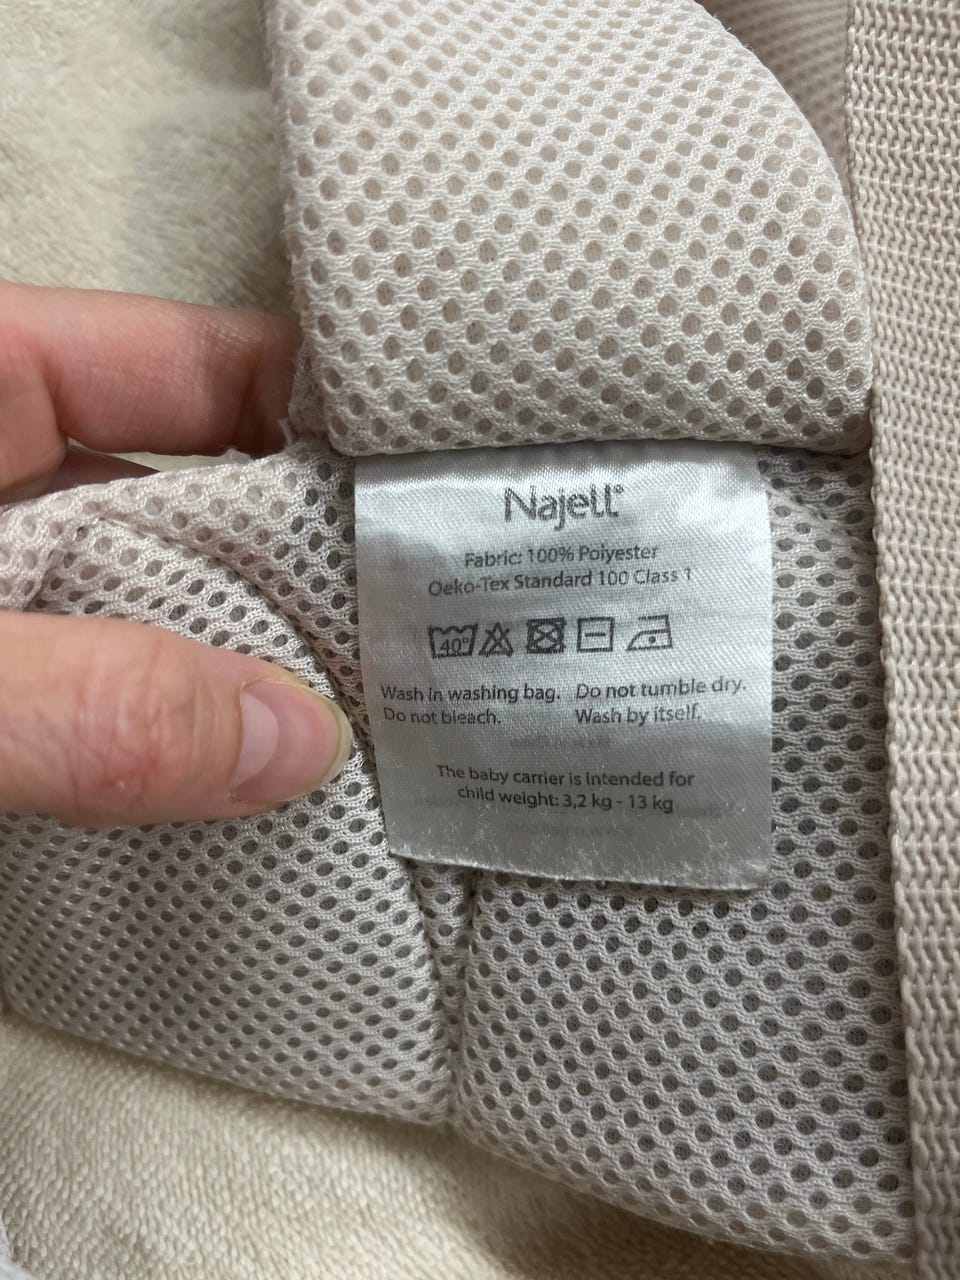 Najell®
Fabric: 100% Polyester
Oeko-Tex Standard 100 Class 1
40°
Wash in washing bag. Do not tumble dry.
Do not bleach. Wash by itself.
The baby carrier is intended for
child weight: 3,2 kg - 13 kg